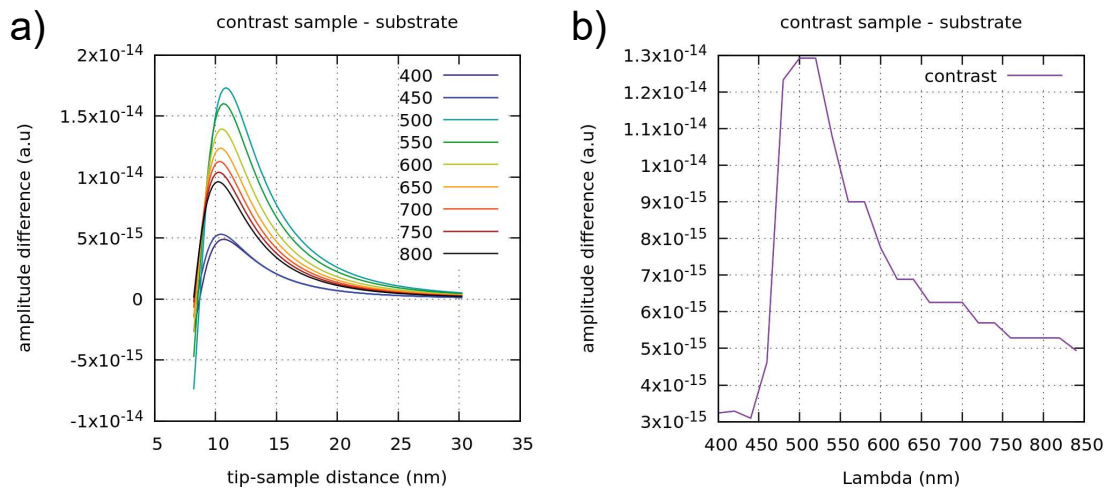 a)
contrast sample - substrate
2x10-14
1.5x10-14
1x10-14
5x10-15
0
-5x10-15
-1x10-14
amplitude difference (a.u)
400
450
500
550
600
650
700
750
800
5 10 15 20 25 30 35
tip-sample distance (nm)
b)
contrast sample - substrate
contrast
1.3x10-14
1.2x10-14
1.1x10-14
1x10-14
9x10-15
9x10-15
7x10-15
6x10-15
5x10-15
4x10-15
3x10-15
amplitude difference (a.u)
400 450 500 550 600 650 700 750 800 850
Lambda (nm)